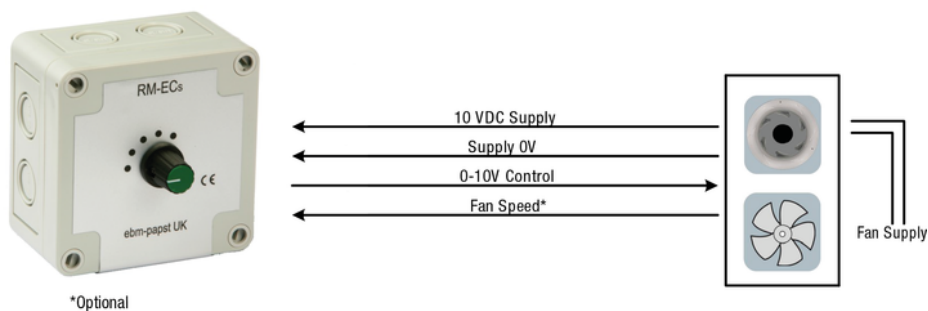 RM-ECs
CE
ebm-papst UK
10 VDC Supply
Supply 0V
0-10V Control
Fan Speed*
Fan Supply
*Optional